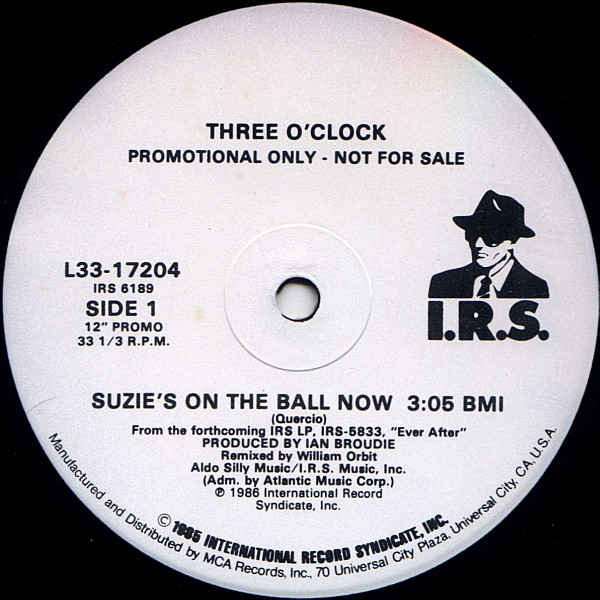 THREE O'CLOCK
PROMOTIONAL ONLY - NOT FOR SALE
L33-17204
IRS 6189
SIDE 1
12" PROMO
33 1/3 R.P.M.
I.R.S.
SUZIE'S ON THE BALL NOW 3:05 BMI
(Quercio)
From the forthcoming IRS LP, IRS-5833, "Ever After"
PRODUCED BY IAN BROUDIE
Remixed by William Orbit
Aldo Silly Music/I.R.S. Music, Inc.
(Adm. by Atlantic Music Corp.)
℗ 1986 International Record
Syndicate, Inc.
© 1985 INTERNATIONAL RECORD SYNDICATE, INC.
Manufactured and Distributed by MCA Records, Inc., 70 Universal City Plaza, Universal City, CA. U.S.A.